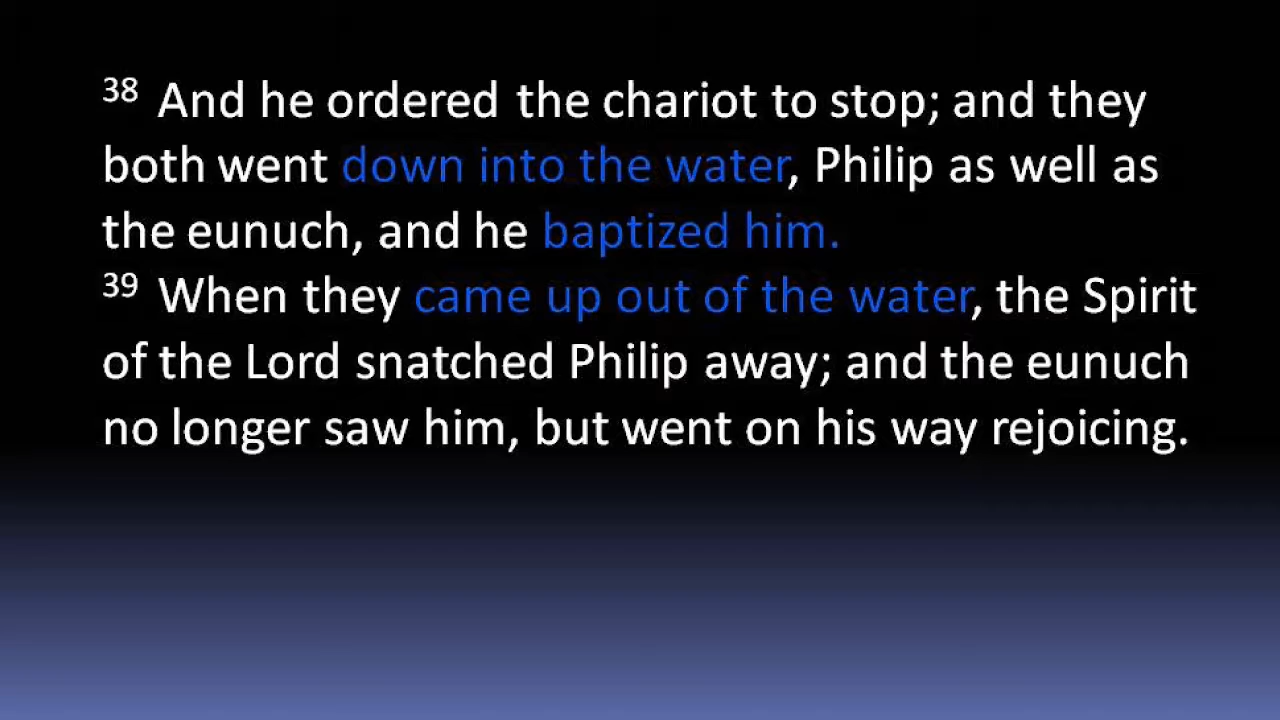 38 And he ordered the chariot to stop; and they
both went down into the water, Philip as well as
the eunuch, and he baptized him.
39 When they came up out of the water, the Spirit
of the Lord snatched Philip away; and the eunuch
no longer saw him, but went on his way rejoicing.